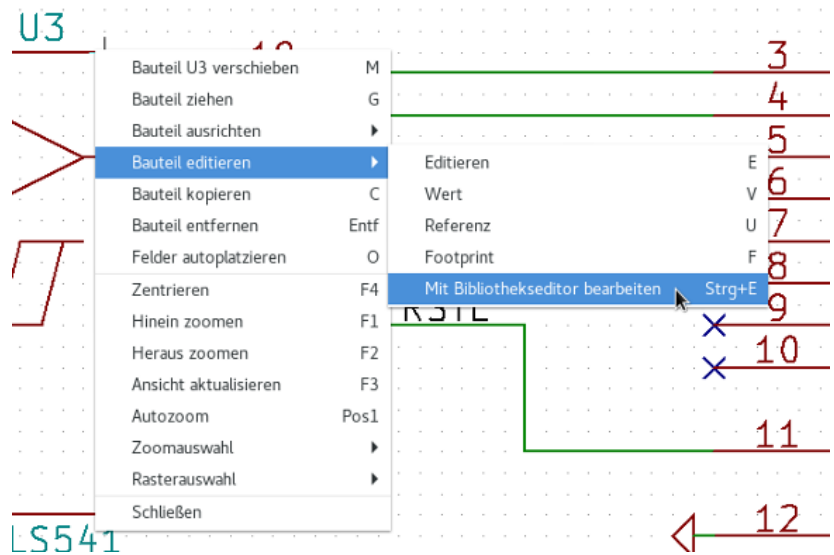 U3
Bauteil U3 verschieben M
Bauteil ziehen G
Bauteil ausrichten
Bauteil editieren
Bauteil kopieren C
Bauteil entfernen Entf
Felder autoplatzieren O
Zentrieren F4
Hinein zoomen F1
Heraus zoomen F2
Ansicht aktualisieren F3
Autozoom Pos1
Zoomauswahl
Rasterauswahl
Schließen
Editieren E
Wert V
Referenz U
Footprint F
Mit Bibliothekseditor bearbeiten Strg+E
3
4
5
6
7
8
9
10
11
12
LS541